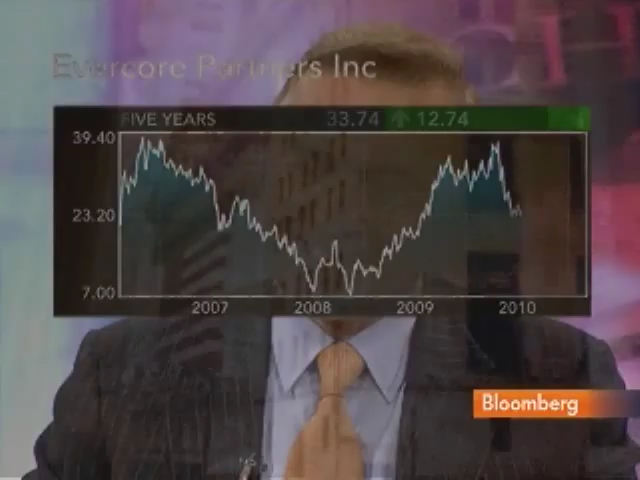 Evercore Partners Inc
FIVE YEARS 33.74 12.74
39.40
23.20
7.00
2007 2008 2009 2010
Bloomberg